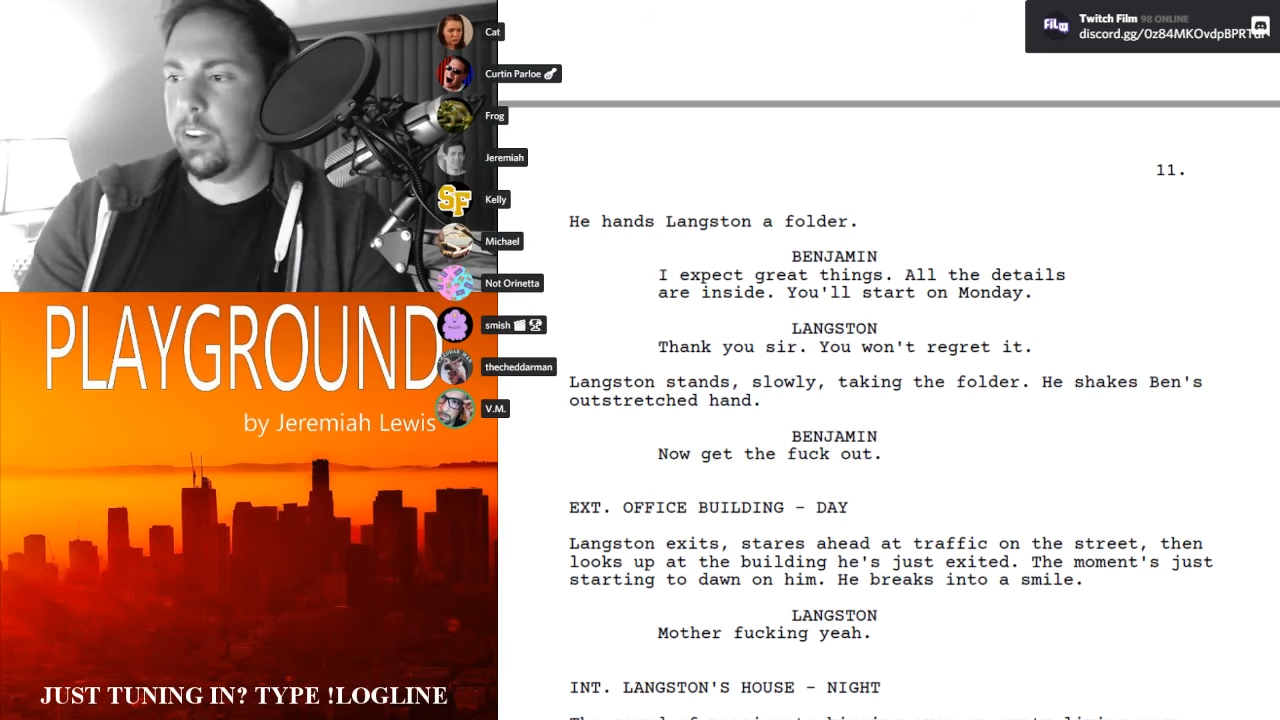 Cat
Curtin Parloe
Frog
Jeremiah
Kelly
SF
Michael
Not Orinetta
smish
thecheddarman
V.M.
PLAYGROUND
by Jeremiah Lewis
JUST TUNING IN? TYPE !LOGLINE
FiLm
Twitch Film 98 ONLINE
11.
He hands Langston a folder.
BENJAMIN
I expect great things. All the details
are inside. You'll start on Monday.
LANGSTON
Thank you sir. You won't regret it.
Langston stands, slowly, taking the folder. He shakes Ben's
outstretched hand.
BENJAMIN
Now get the fuck out.
EXT. OFFICE BUILDING - DAY
Langston exits, stares ahead at traffic on the street, then
looks up at the building he's just exited. The moment's just
starting to dawn on him. He breaks into a smile.
LANGSTON
Mother fucking yeah.
INT. LANGSTON'S HOUSE - NIGHT